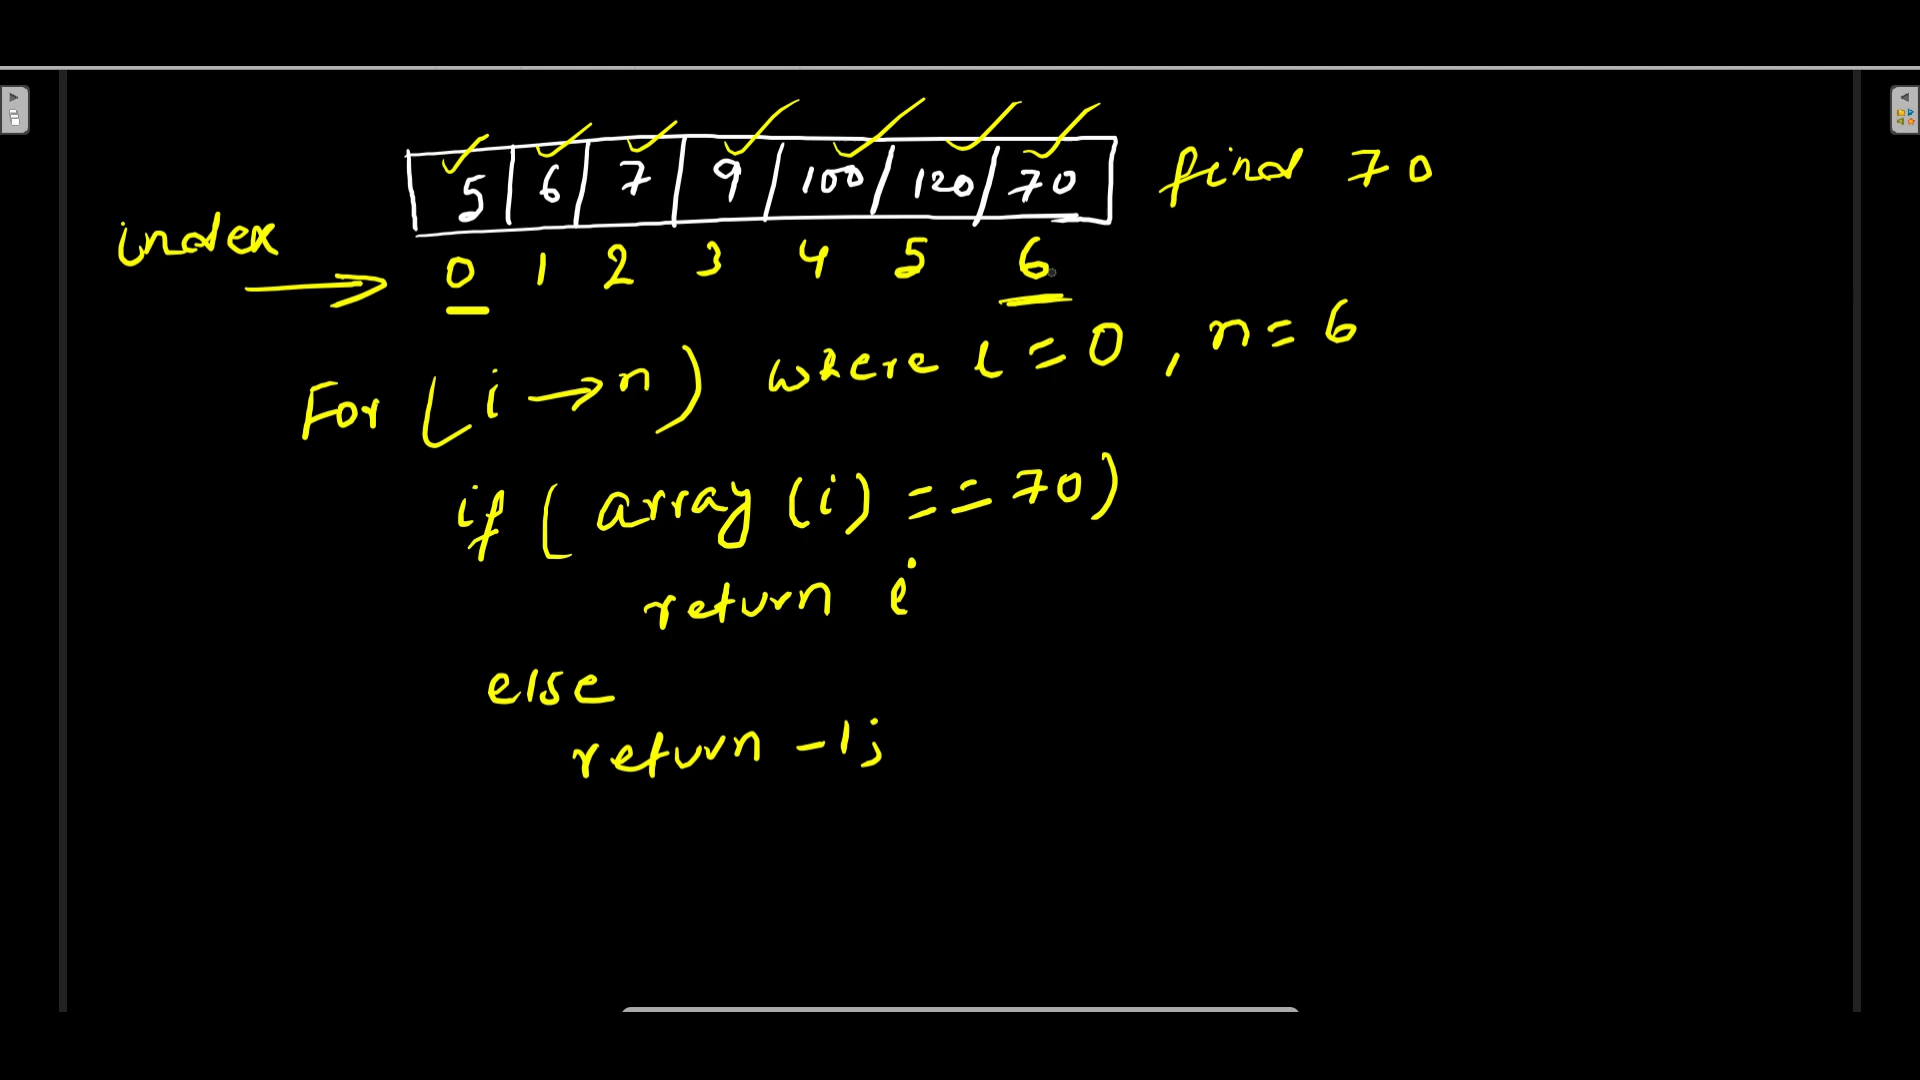 5 6 7 9 100 120 70 find 70
index
0 1 2 3 4 5 6
For (i → n) where i = 0, n = 6
if (array (i) == 70)
return i
else
return -1;